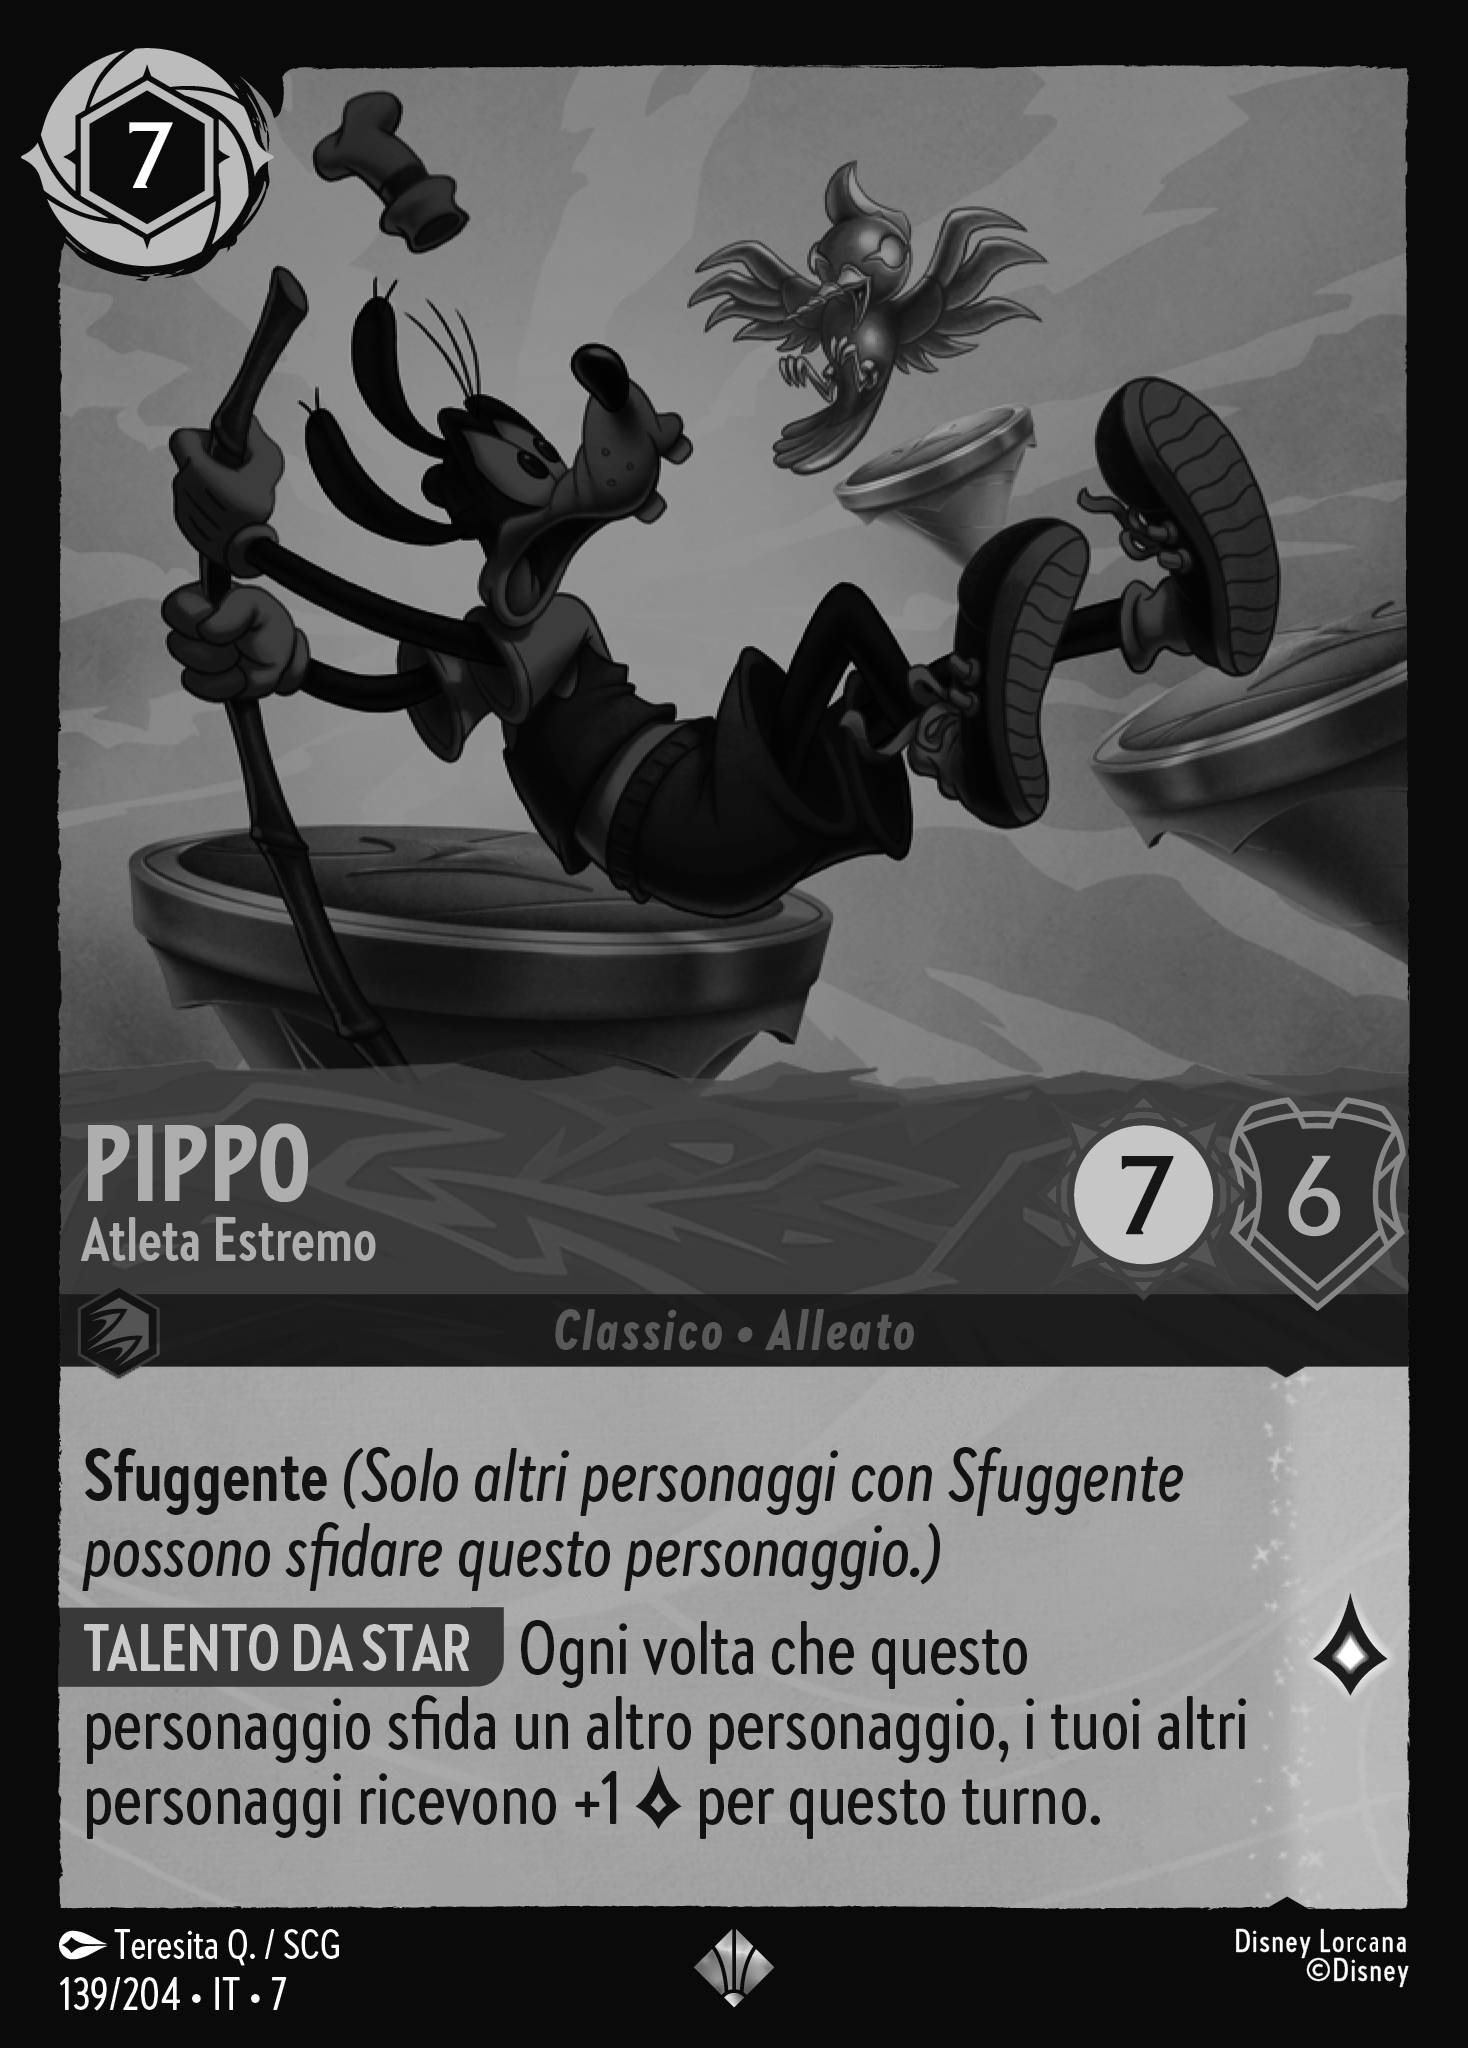 7
PIPPO
Atleta Estremo
7
6
Classico • Alleato
Sfuggente (Solo altri personaggi con Sfuggente
possono sfidare questo personaggio.)
TALENTO DA STAR Ogni volta che questo
personaggio sfida un altro personaggio, i tuoi altri
personaggi ricevono +1 per questo turno.
Teresita Q. / SCG
139/204 • IT • 7
Disney Lorcana
©Disney